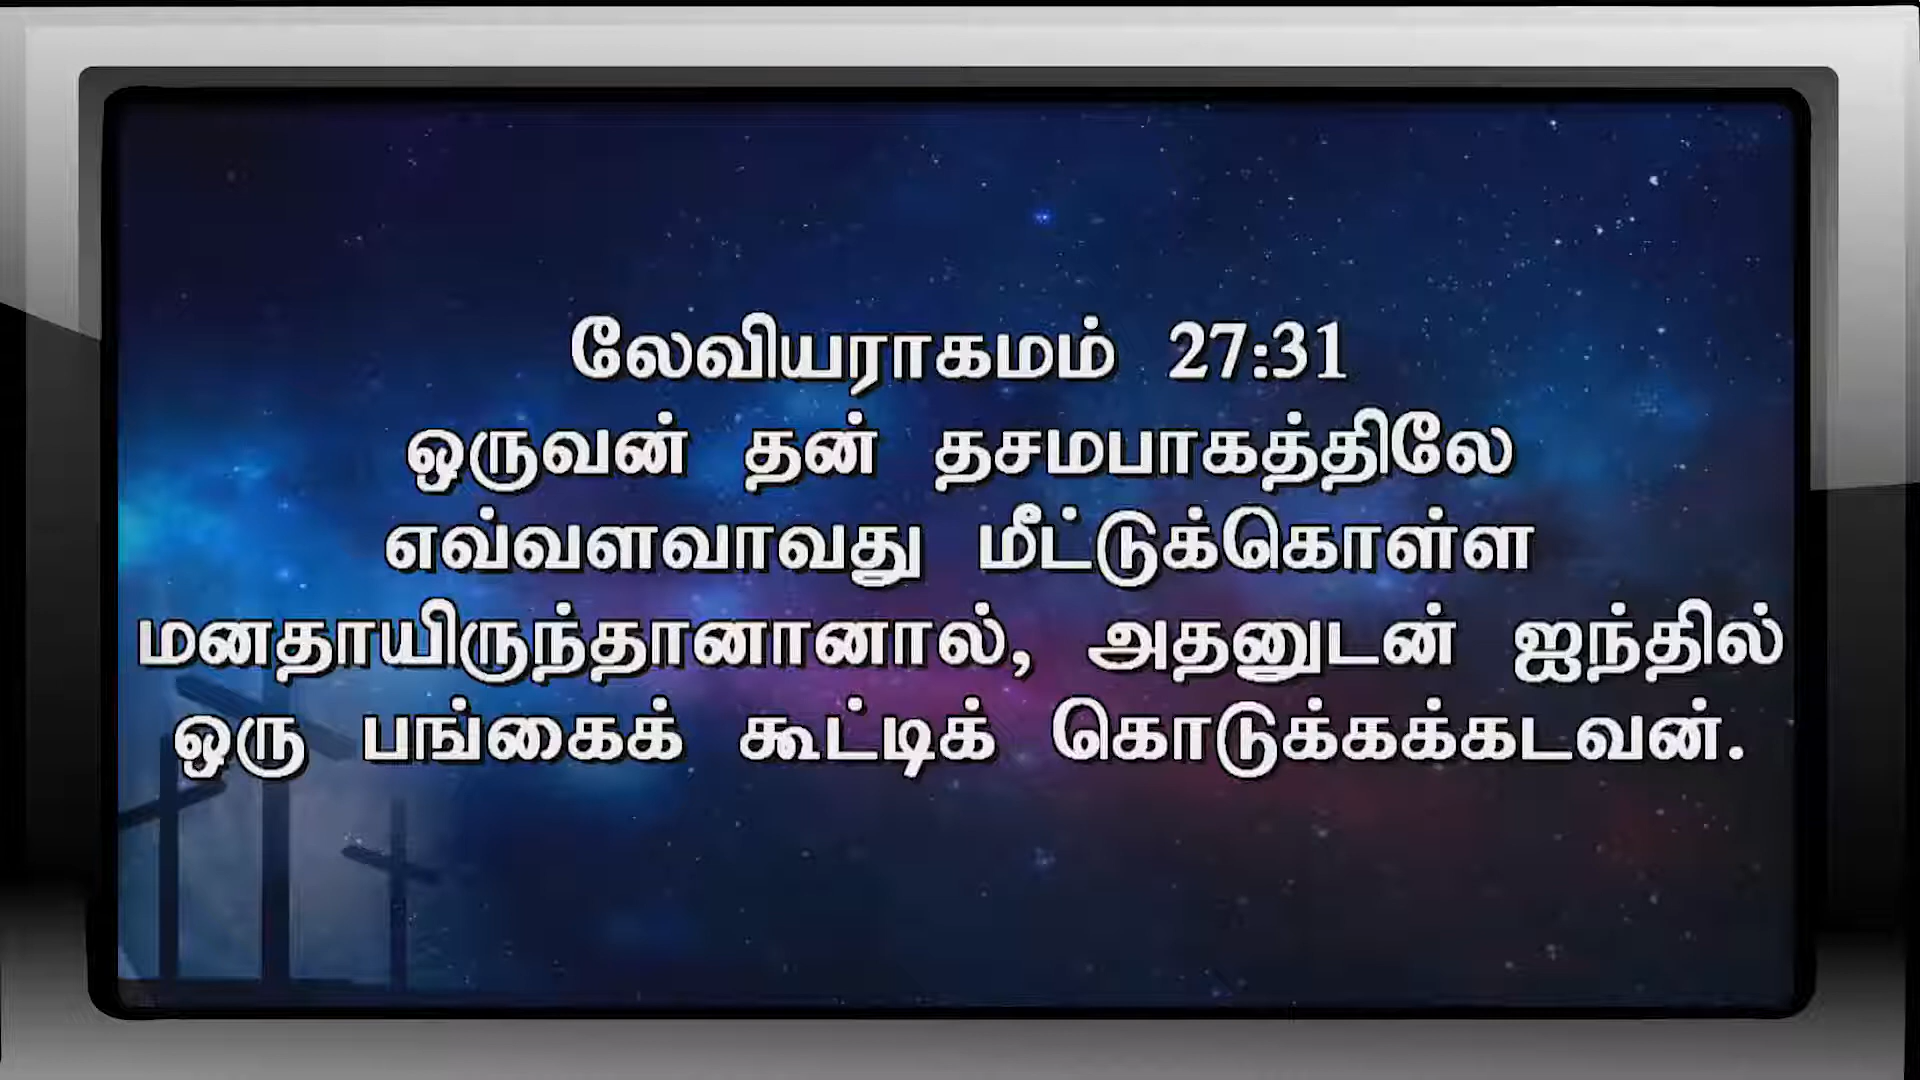 லேவியராகமம் 27:31
ஒருவன் தன் தசமபாகத்திலே
எவ்வளவாவது மீட்டுக்கொள்ள
மனதாயிருந்தானானால், அதனுடன் ஐந்தில்
ஒரு பங்கைக் கூட்டிக் கொடுக்கக்கடவன்.